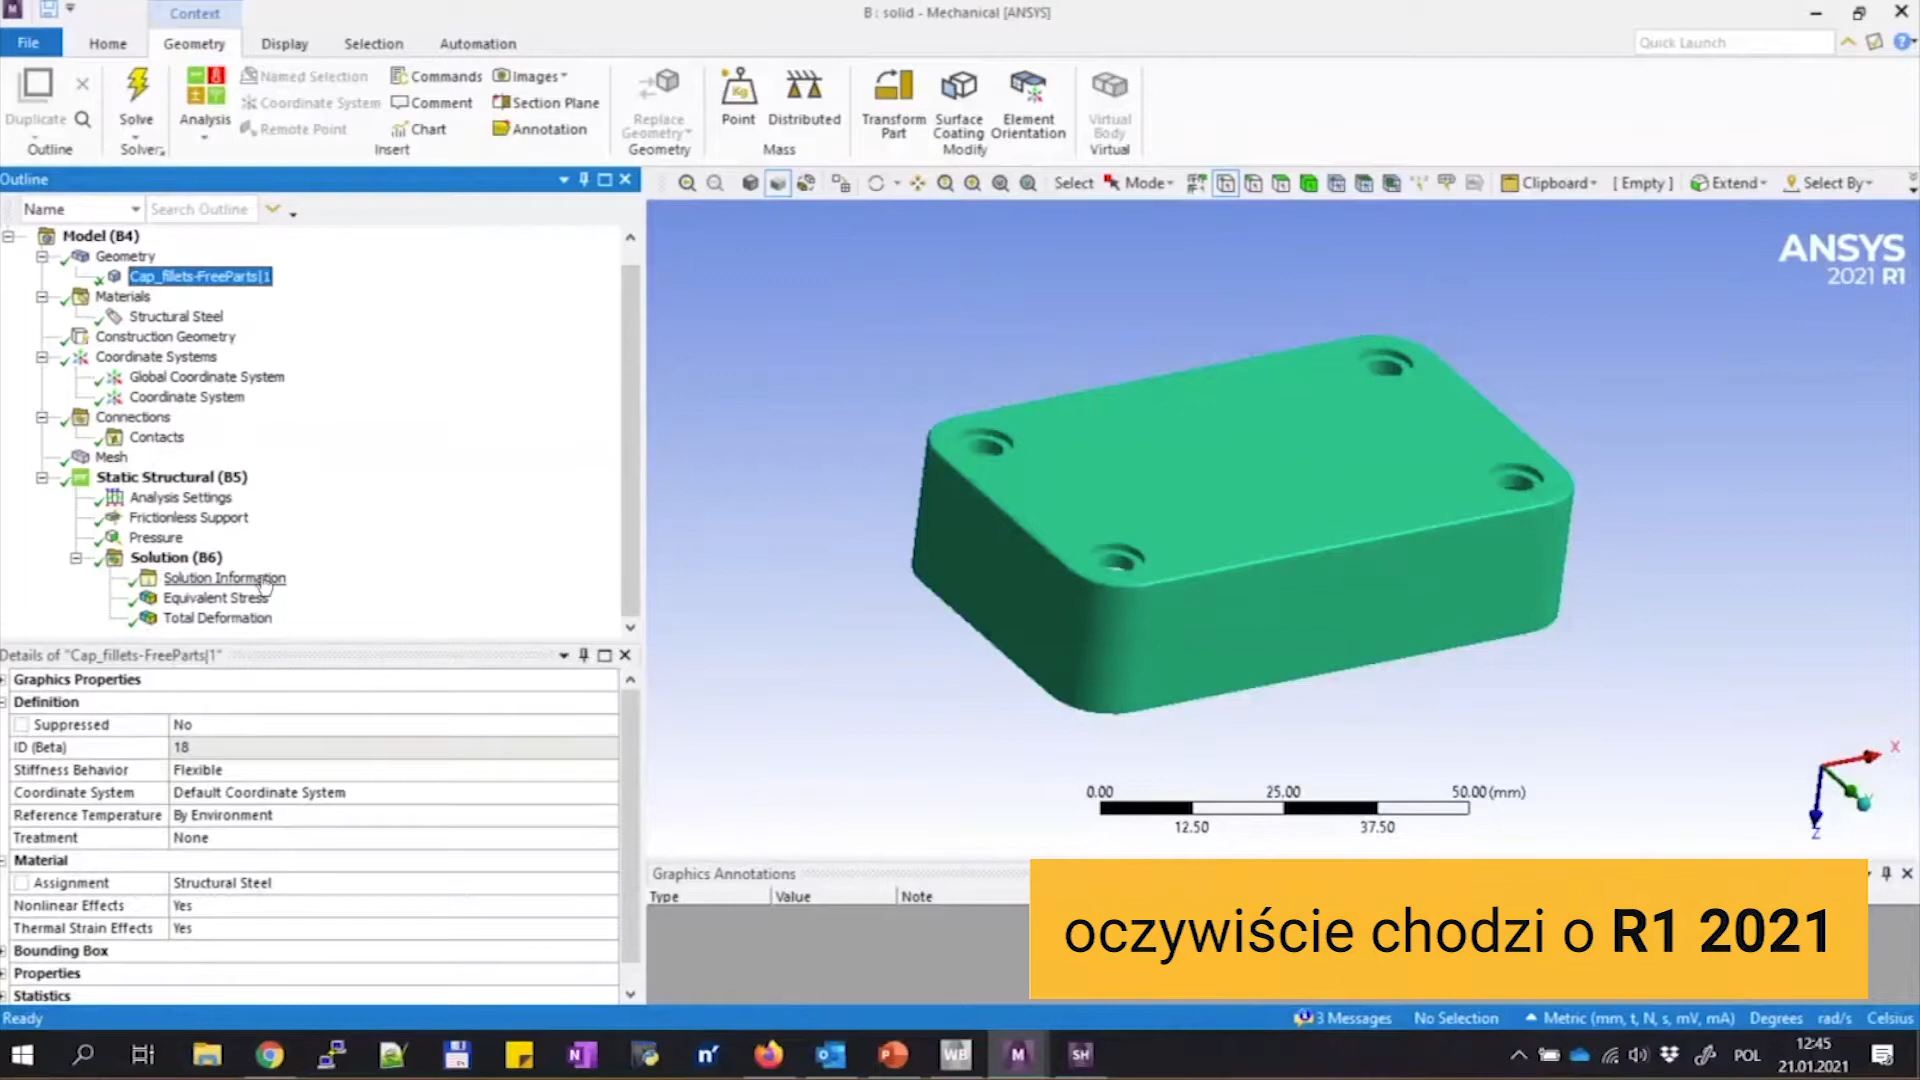 Context
B : solid - Mechanical [ANSYS]
File
Home
Geometry
Display
Selection
Automation
Quick Launch
Duplicate
Outline
Solve
Solver
Analysis
Named Selection
Coordinate System
Remote Point
Commands
Comment
Chart
Images
Section Plane
Annotation
Insert
Replace
Geometry
Geometry
Kg
Point
Distributed
Mass
Transform
Part
Surface
Coating
Element
Orientation
Modify
Virtual
Body
Virtual
Outline
Name
Search Outline
Select
Mode
Clipboard
[ Empty ]
Extend
Select By
Model (B4)
Geometry
Cap_fillets-FreeParts[1
Materials
Structural Steel
Construction Geometry
Coordinate Systems
Global Coordinate System
Coordinate System
Connections
Contacts
Mesh
Static Structural (B5)
Analysis Settings
Frictionless Support
Pressure
Solution (B6)
Solution Information
Equivalent Stress
Total Deformation
ANSYS
2021 R1
0.00
25.00
50.00 (mm)
12.50
37.50
X
Z
Details of "Cap_fillets-FreeParts[1"
Graphics Properties
Definition
Suppressed No
ID (Beta) 18
Stiffness Behavior Flexible
Coordinate System Default Coordinate System
Reference Temperature By Environment
Treatment None
Material
Assignment Structural Steel
Nonlinear Effects Yes
Thermal Strain Effects Yes
Bounding Box
Properties
Statistics
Graphics Annotations
Type Value Note
oczywiście chodzi o R1 2021
Ready
3 Messages
No Selection
Metric (mm, t, N, s, mV, mA)
Degrees
rad/s
Celsius
WB
M
SH
POL
12:45
21.01.2021